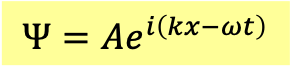 Ψ = Ae^{i(kx−ωt)}